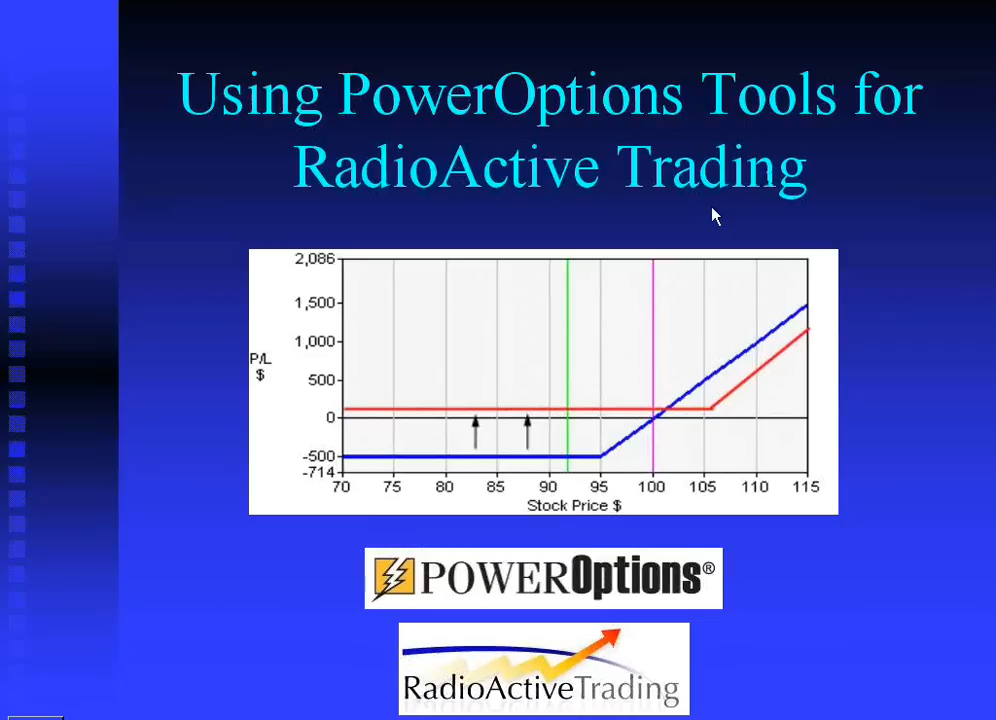 Using PowerOptions Tools for
RadioActive Trading
2,086
1,500
1,000
P/L
$
500
0
-500
-714
70 75 80 85 90 95 100 105 110 115
Stock Price $
POWEROptions®
RadioActiveTrading